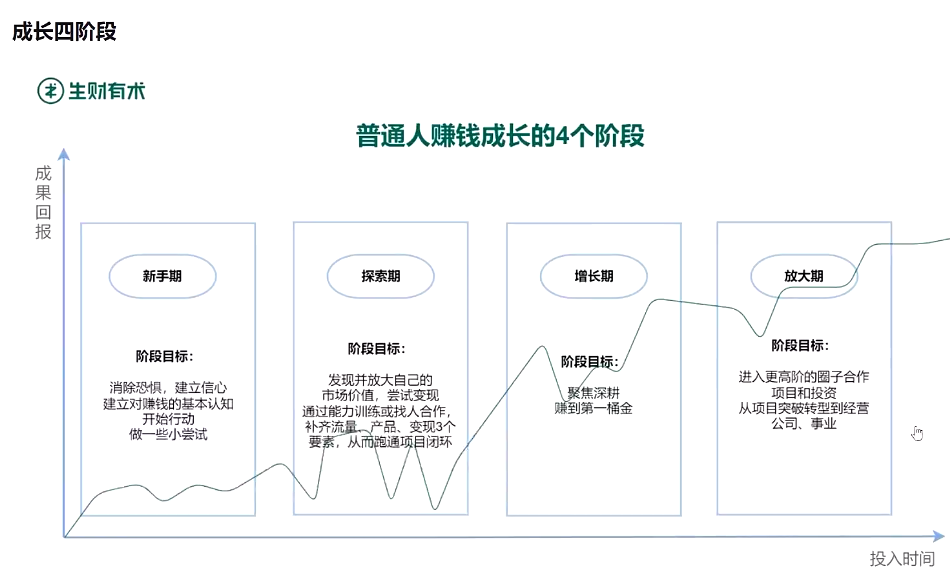 成长四阶段
生财有术
普通人赚钱成长的4个阶段
成果回报
新手期
阶段目标：
消除恐惧，建立信心
建立对赚钱的基本认知
开始行动
做一些小尝试
探索期
阶段目标：
发现并放大自己的
市场价值，尝试变现
通过能力训练或找人合作，
补齐流量、产品、变现3个
要素，从而跑通项目闭环
增长期
阶段目标：
聚焦深耕
赚到第一桶金
放大期
阶段目标：
进入更高阶的圈子合作
项目和投资
从项目突破转型到经营
公司、事业
投入时间